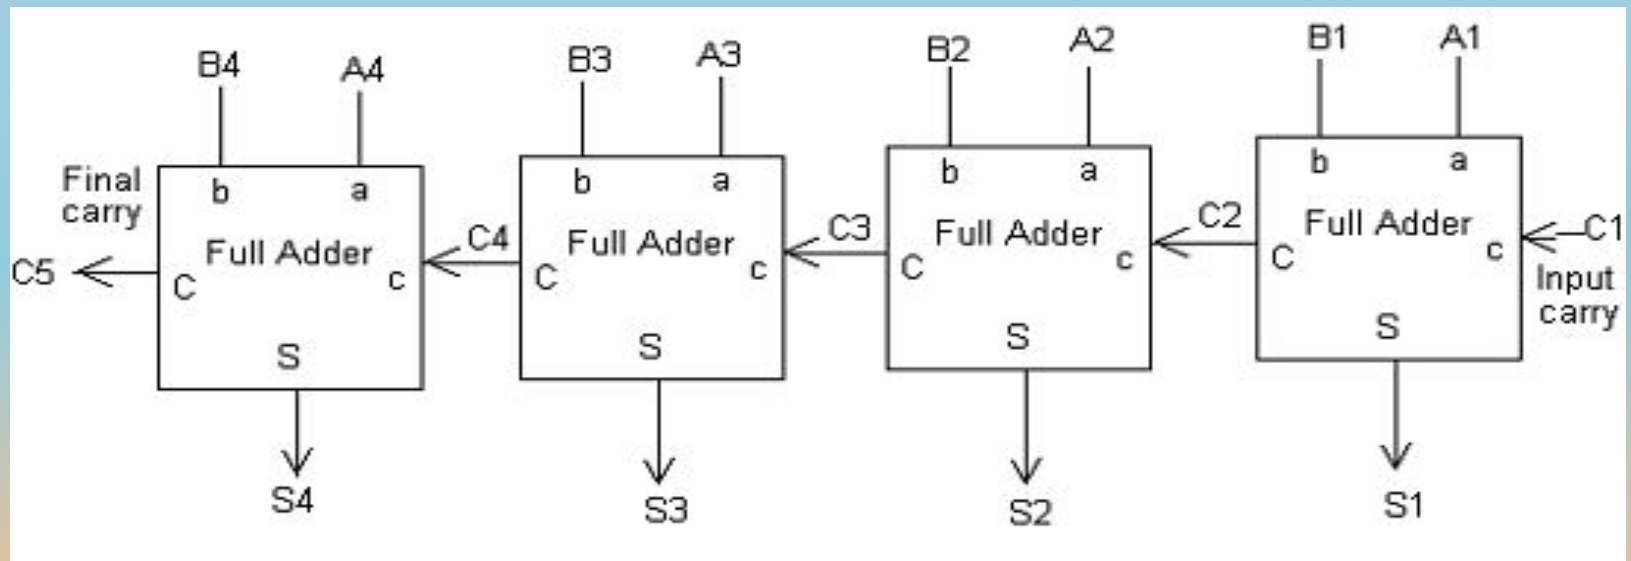 B4 A4 B3 A3 B2 A2 B1 A1
Final
carry
b a b a b a b a
Full Adder Full Adder Full Adder Full Adder
C5 C4 C3 C2 C1
C c C c C c C c
Input
carry
S S S S
S4 S3 S2 S1